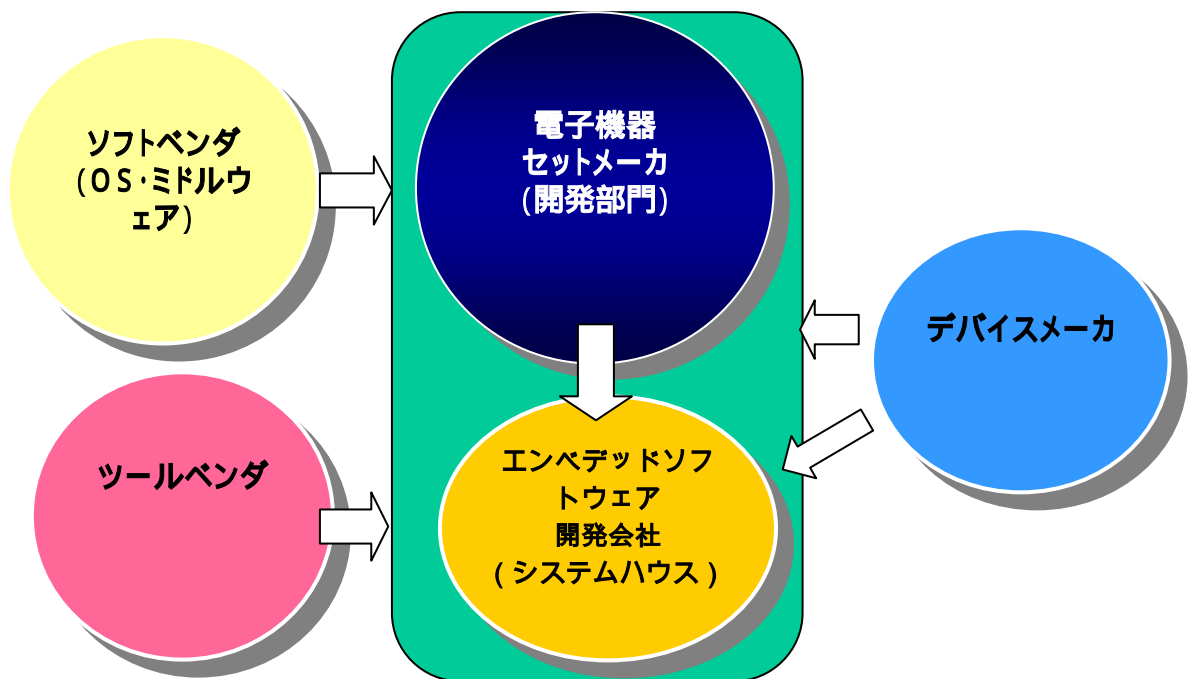 ソフトベンダ
(OS・ミドルウ
ェア)
電子機器
セットメーカ
(開発部門)
デバイスメーカ
ツールベンダ
エンベデッドソフ
トウェア
開発会社
(システムハウス)